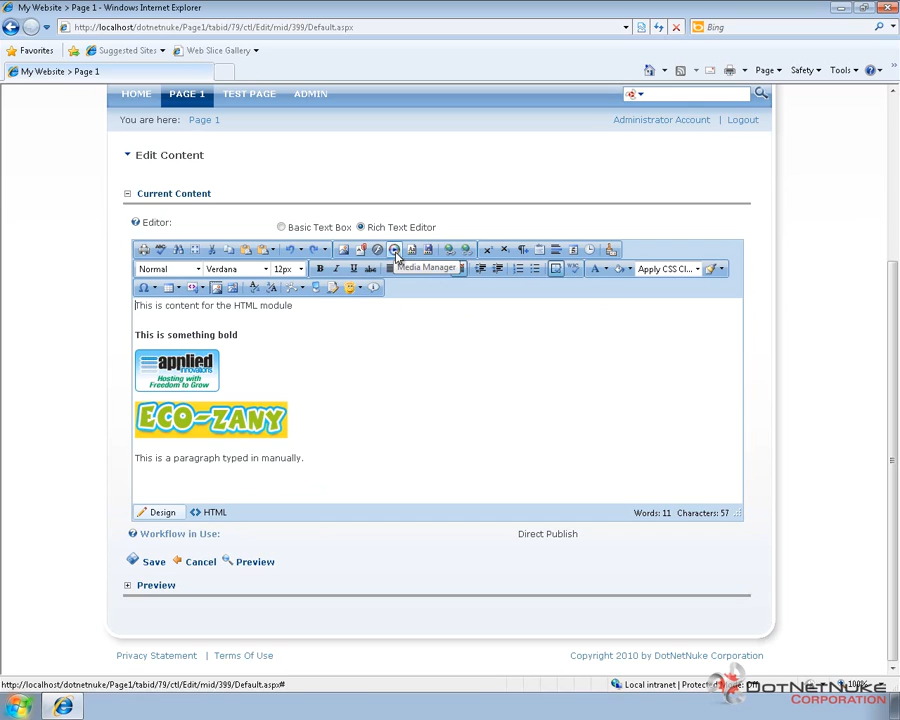 My Website > Page 1 - Windows Internet Explorer
http://localhost/dotnetnuke/Page1/tabid/79/ctl/Edit/mid/399/Default.aspx
Bing
Favorites
Suggested Sites
Web Slice Gallery
My Website > Page 1
Page
Safety
Tools
HOME
PAGE 1
TEST PAGE
ADMIN
You are here:
Page 1
Administrator Account | Logout
Edit Content
Current Content
Editor:
Basic Text Box
Rich Text Editor
Media Manager
Normal
Verdana
12px
B I U abc
Apply CSS Cl...
This is content for the HTML module
This is something bold
applied
innovations
Hosting with
Freedom to Grow
ECO-ZANY
This is a paragraph typed in manually.
Design
HTML
Words: 11 Characters: 57
Workflow in Use:
Direct Publish
Save
Cancel
Preview
Preview
Privacy Statement | Terms Of Use
Copyright 2010 by DotNetNuke Corporation
http://localhost/dotnetnuke/Page1/tabid/79/ctl/Edit/mid/399/Default.aspx#
Local intranet | Protected Mode: Off
100%
DOTNETNUKE
CORPORATION